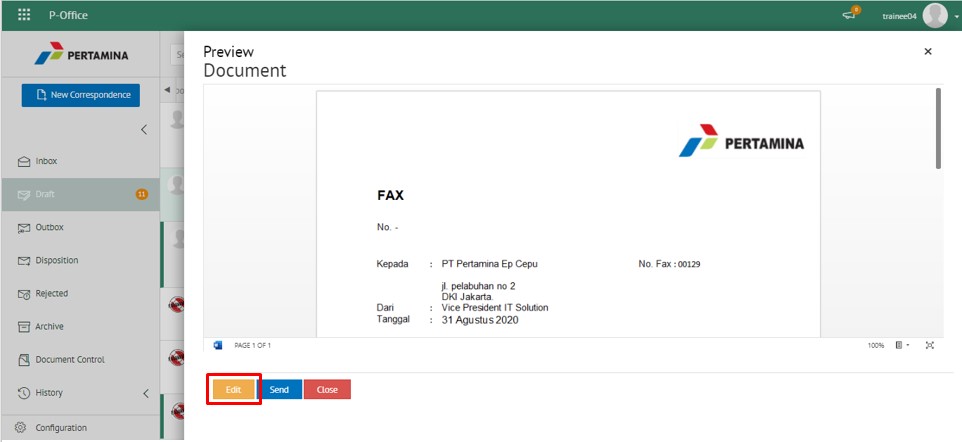 P-Office
8
trainee04
PERTAMINA
New Correspondence
Inbox
Draft
11
Outbox
Disposition
Rejected
Archive
Document Control
History
Configuration
Preview
Document
PERTAMINA
FAX
No. -
Kepada : PT Pertamina Ep Cepu No. Fax : 00129
jl. pelabuhan no 2
DKI Jakarta.
Dari : Vice President IT Solution
Tanggal : 31 Agustus 2020
PAGE 1 OF 1
100%
Edit
Send
Close